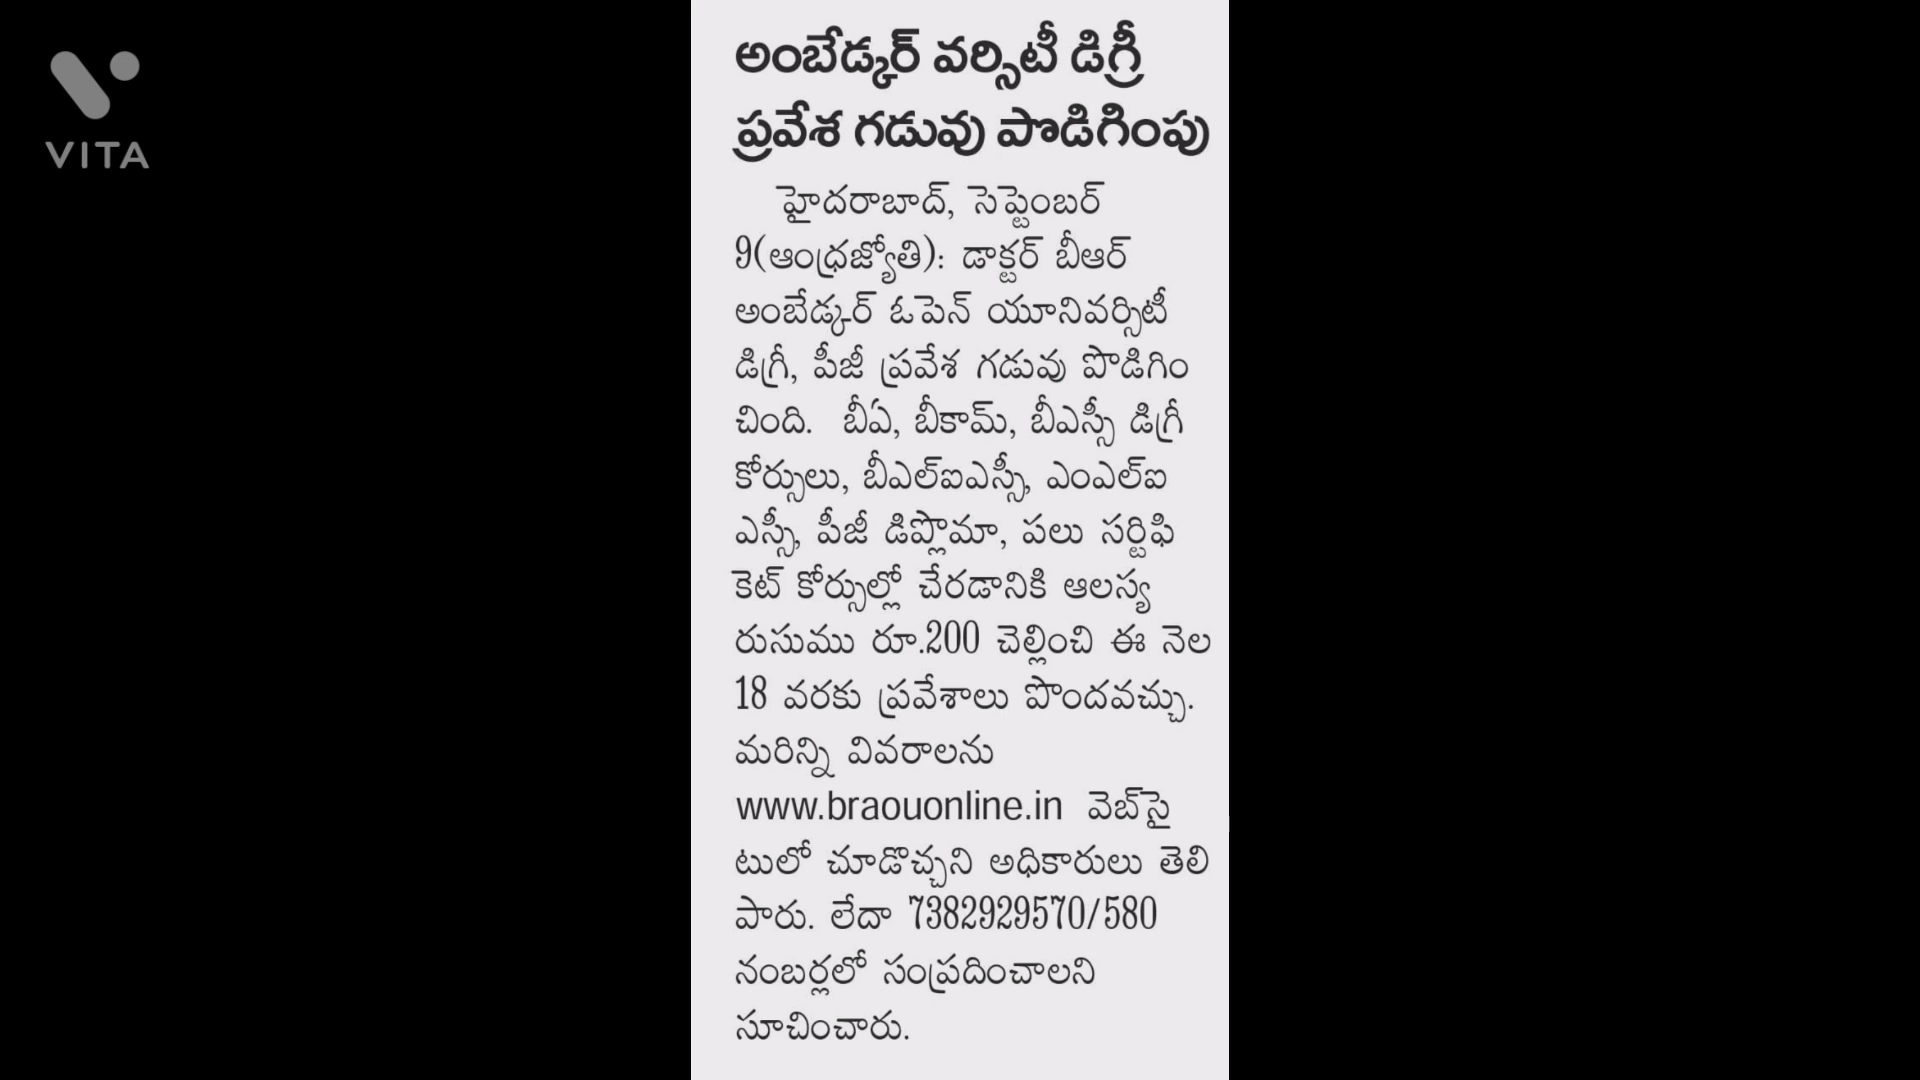 VITA
అంబేడ్కర్ వర్సిటీ డిగ్రీ
ప్రవేశ గడువు పొడిగింపు
హైదరాబాద్, సెప్టెంబర్
9(ఆంధ్రజ్యోతి): డాక్టర్ బీఆర్
అంబేడ్కర్ ఓపెన్ యూనివర్సిటీ
డిగ్రీ, పీజీ ప్రవేశ గడువు పొడిగిం
చింది. బీఏ, బీకామ్, బీఎస్సీ డిగ్రీ
కోర్సులు, బీఎల్ఐఎస్సీ, ఎంఎల్ఐ
ఎస్సీ, పీజీ డిప్లొమా, పలు సర్టిఫి
కెట్ కోర్సుల్లో చేరడానికి ఆలస్య
రుసుము రూ.200 చెల్లించి ఈ నెల
18 వరకు ప్రవేశాలు పొందవచ్చు.
మరిన్ని వివరాలను
www.braouonline.in వెబ్‌సై
టులో చూడొచ్చని అధికారులు తెలి
పారు. లేదా 7382929570/580
నంబర్లలో సంప్రదించాలని
సూచించారు.